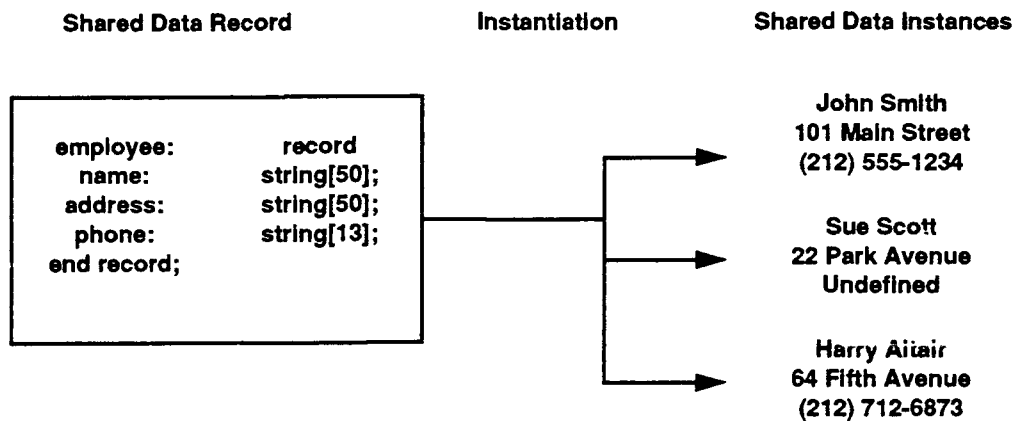 Shared Data Record
Instantiation
Shared Data Instances
employee: record
name: string[50];
address: string[50];
phone: string[13];
end record;
John Smith
101 Main Street
(212) 555-1234
Sue Scott
22 Park Avenue
Undefined
Harry
64 Fifth Avenue
(212) 712-6873